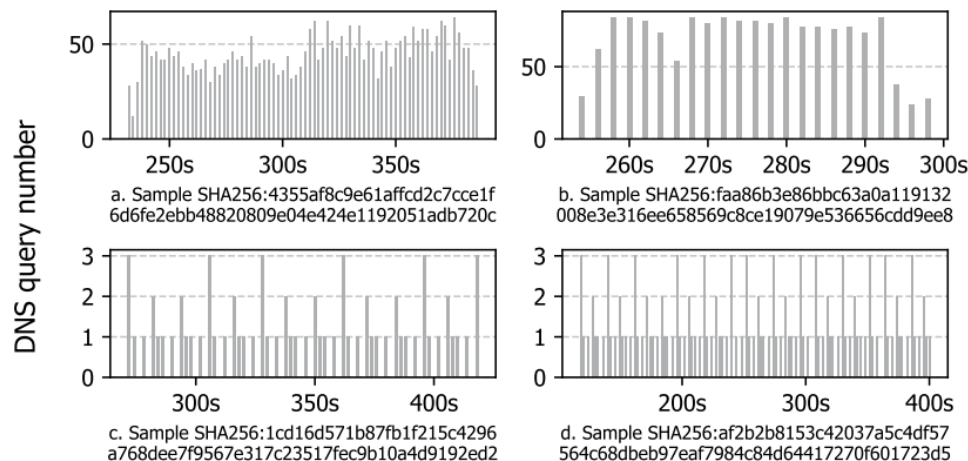 DNS query number
50
0
250s 300s 350s
a. Sample SHA256:4355af8c9e61affcd2c7cce1f
6d6fe2ebb48820809e04e424e1192051adb720c
50
0
260s 270s 280s 290s 300s
b. Sample SHA256:faa86b3e86bbc63a0a119132
008e3e316ee658569c8ce19079e536656cdd9ee8
3
2
1
0
300s 350s 400s
c. Sample SHA256:1cd16d571b87fb1f215c4296
a768dee7f9567e317c23517fec9b10a4d9192ed2
3
2
1
0
200s 300s 400s
d. Sample SHA256:af2b2b8153c42037a5c4df57
564c68dbeb97eaf7984c84d64417270f601723d5